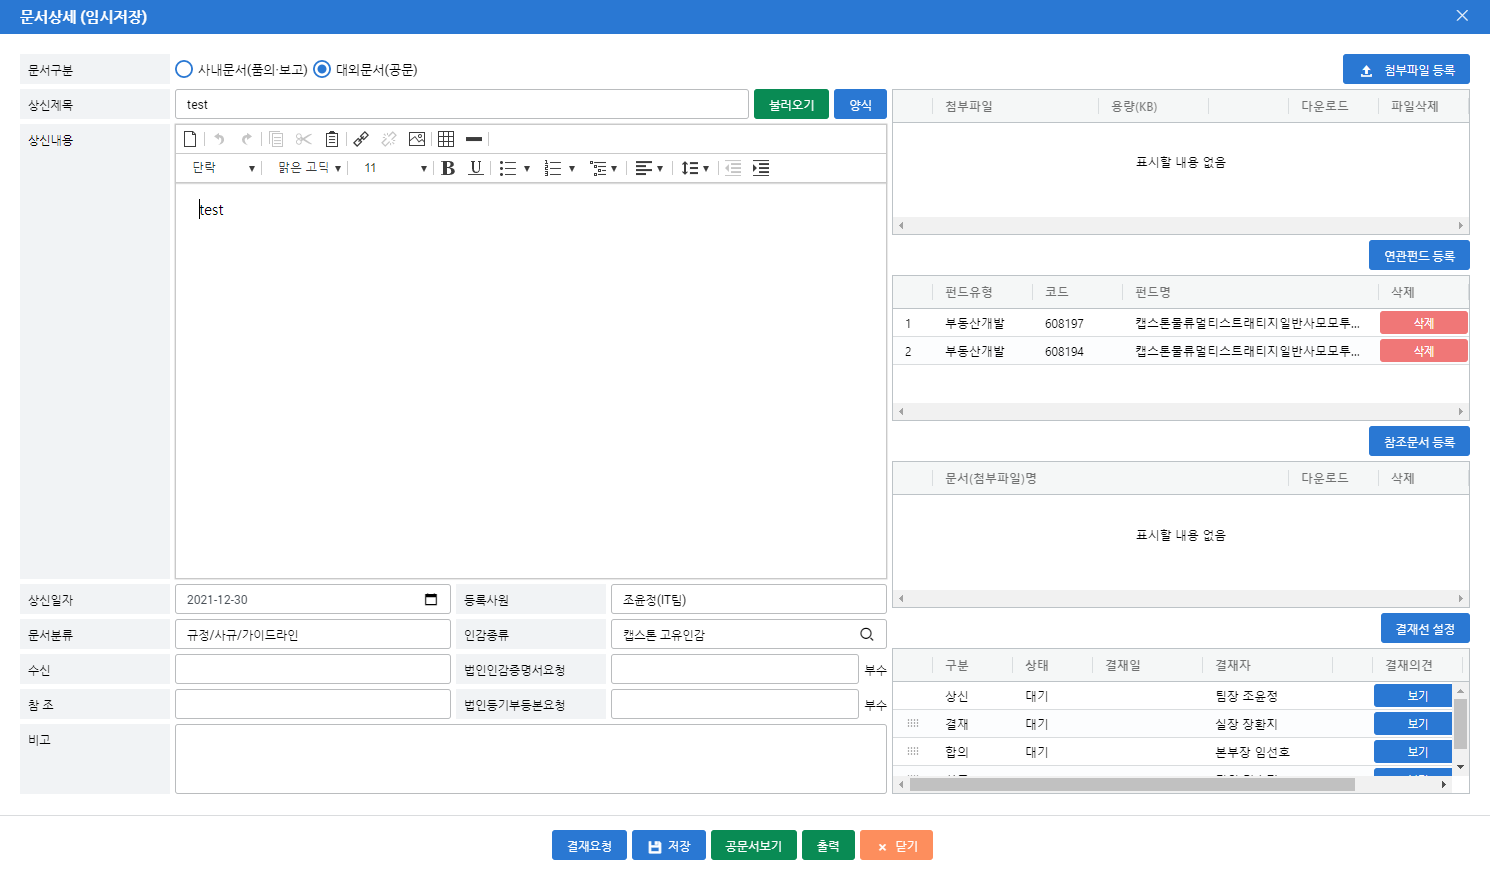 문서상세 (임시저장)
문서구분
사내문서(품의·보고)
대외문서(공문)
첨부파일 등록
상신제목
test
불러오기
양식
첨부파일
용량(KB)
다운로드
파일삭제
표시할 내용 없음
상신내용
단락
맑은 고딕
11
B
U
test
연관펀드 등록
펀드유형
코드
펀드명
삭제
1
부동산개발
608197
캡스톤물류멀티스트래티지일반사모모투...
삭제
2
부동산개발
608194
캡스톤물류멀티스트래티지일반사모모투...
삭제
참조문서 등록
문서(첨부파일)명
다운로드
삭제
표시할 내용 없음
상신일자
2021-12-30
등록사원
조윤정(IT팀)
문서분류
규정/사규/가이드라인
인감종류
캡스톤 고유인감
결재선 설정
수신
법인인감증명서요청
부수
참 조
법인등기부등본요청
부수
비고
구분
상태
결재일
결재자
결재의견
상신
대기
팀장 조윤정
보기
결재
대기
실장 장환지
보기
합의
대기
본부장 임선호
보기
결재요청
저장
공문서보기
출력
× 닫기